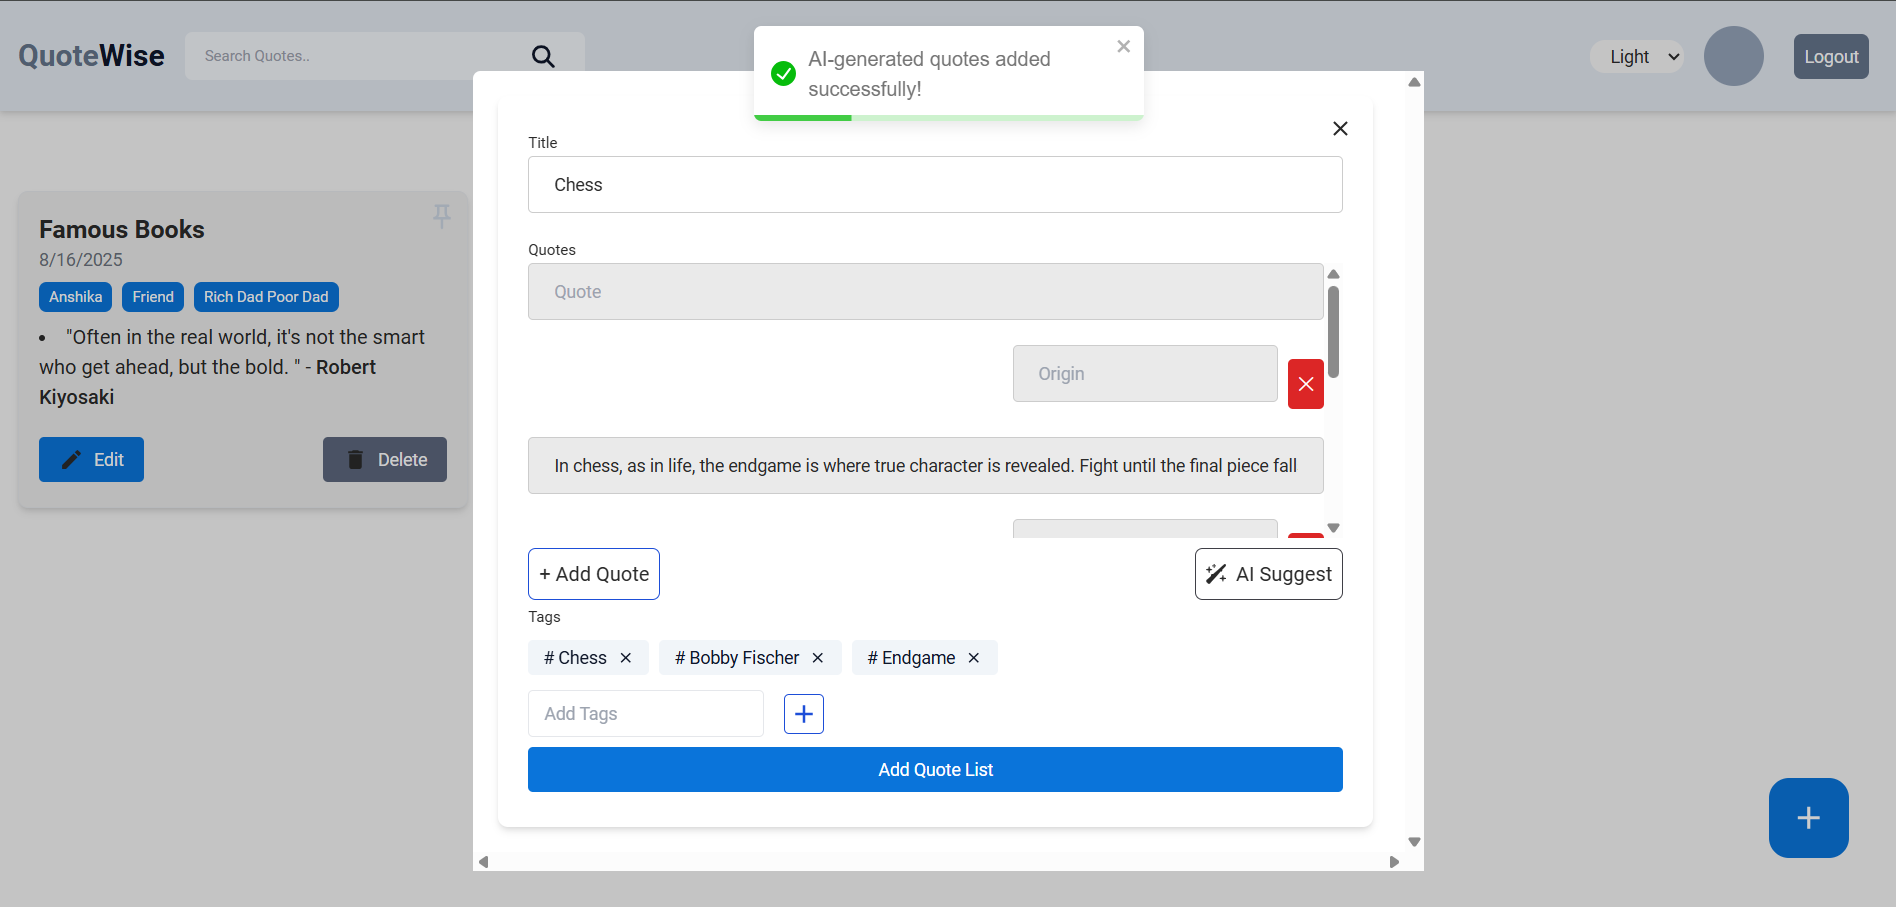 QuoteWise
Search Quotes..
AI-generated quotes added
successfully!
Light
Logout
Famous Books
8/16/2025
Anshika
Friend
Rich Dad Poor Dad
• "Often in the real world, it's not the smart
who get ahead, but the bold. " - Robert
Kiyosaki
Edit
Delete
Title
Chess
Quotes
Quote
Origin
In chess, as in life, the endgame is where true character is revealed. Fight until the final piece fall
+ Add Quote
AI Suggest
Tags
# Chess
# Bobby Fischer
# Endgame
Add Tags
Add Quote List